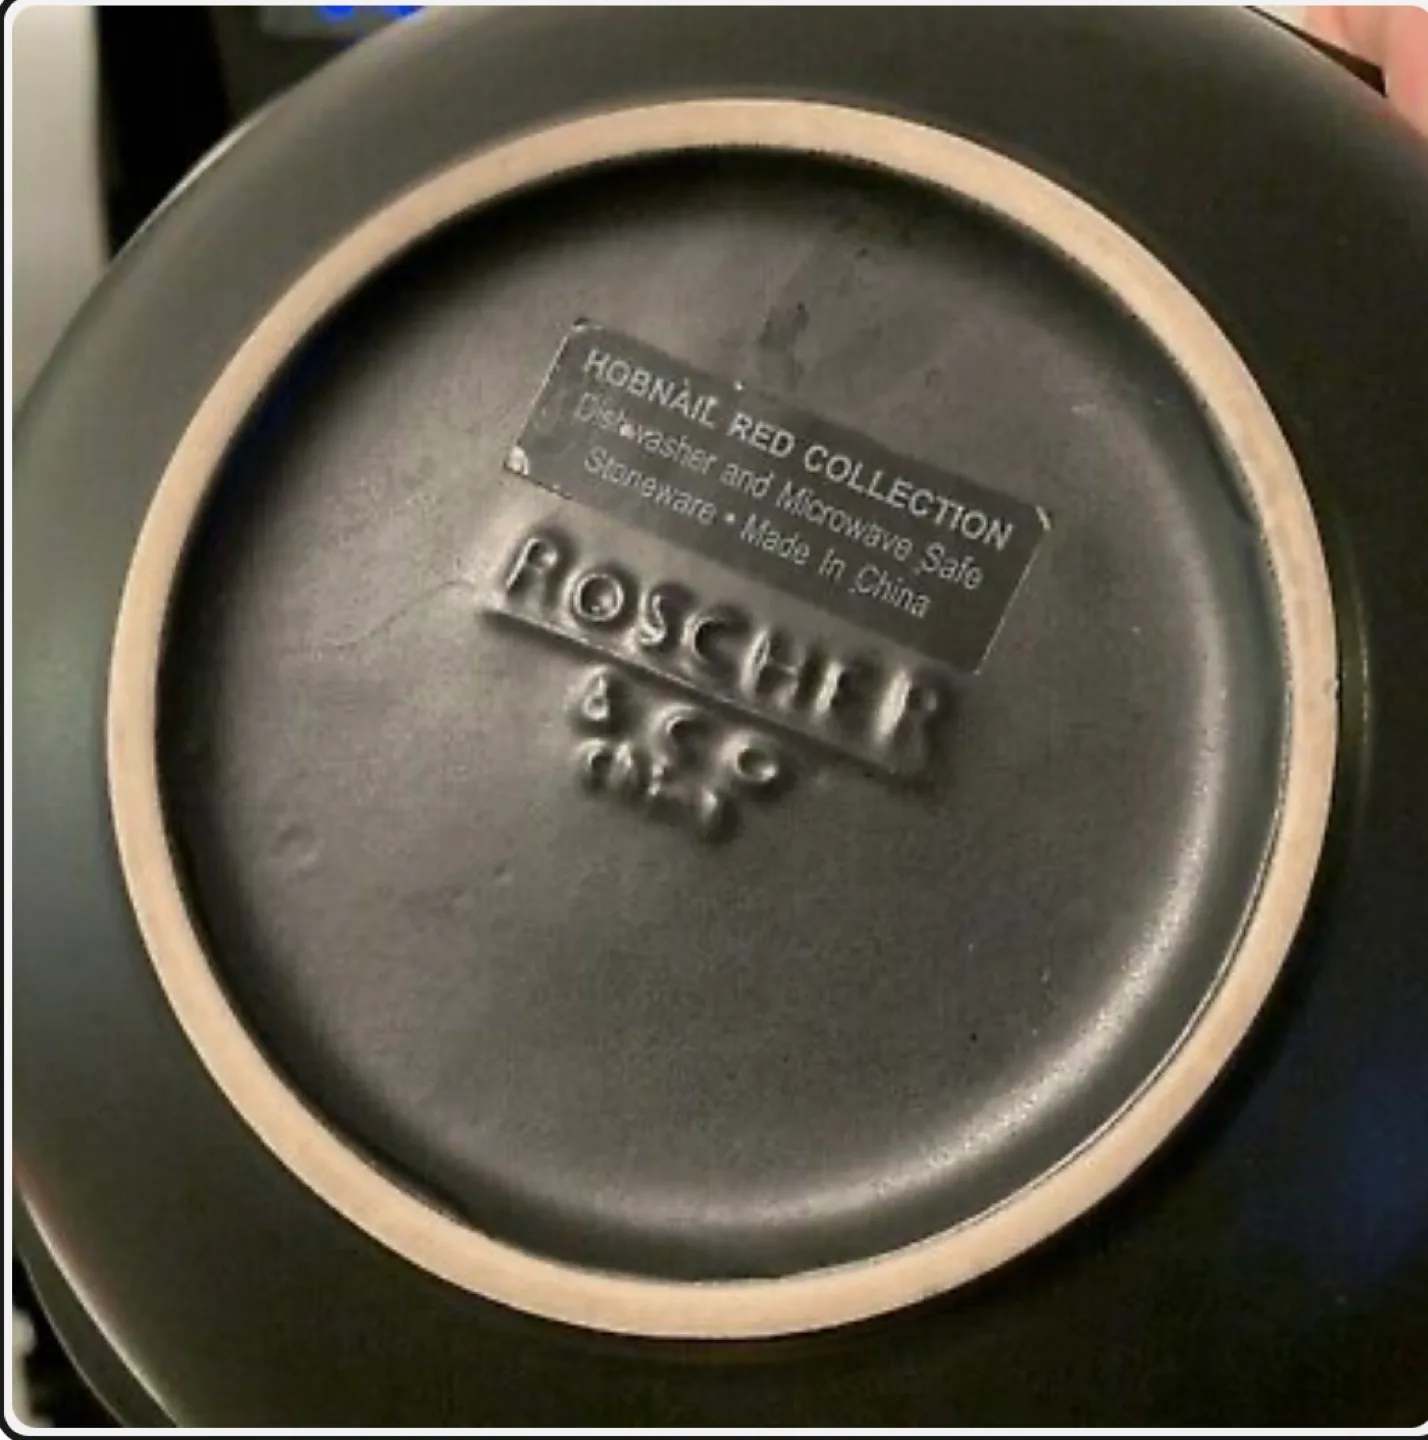 HOBNAIL RED COLLECTION
Dishwasher and Microwave Safe
Stoneware • Made In China
ROSCHER
& CO